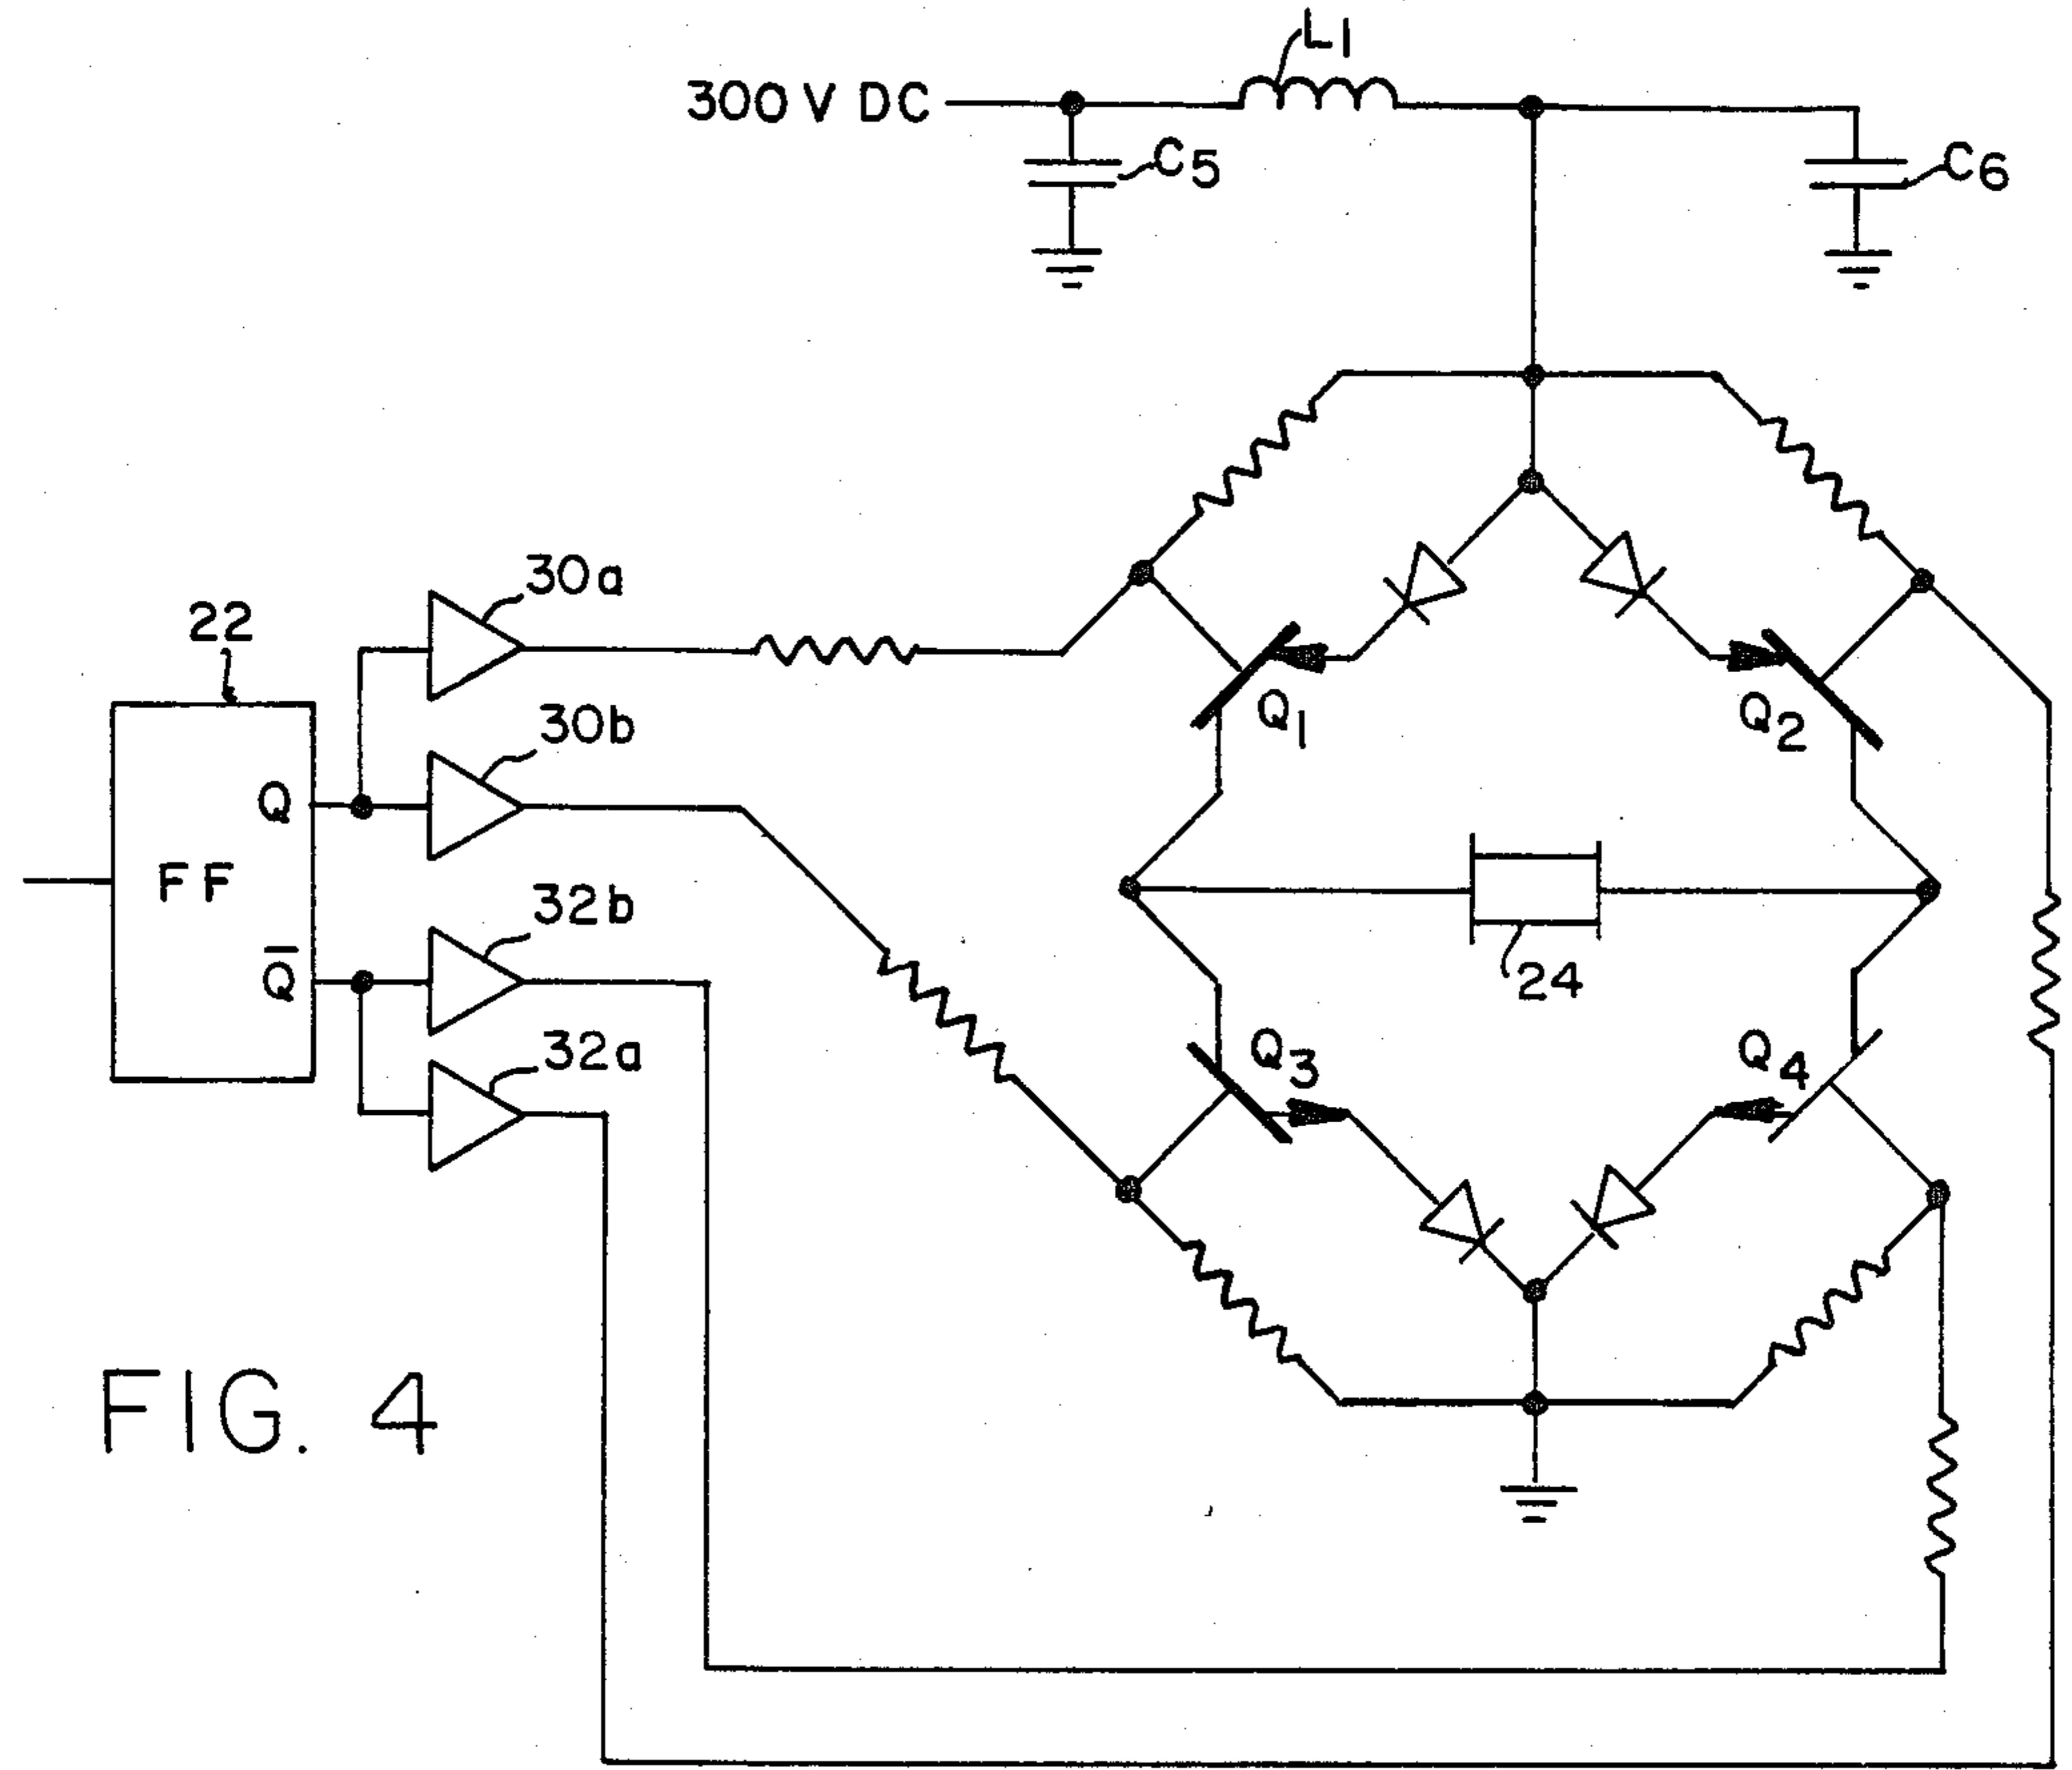 L1
300 V DC
C5
C6
30a
22
Q1
Q2
30b
Q
FF
32b
24
Q̅
32a
Q3
Q4
FIG. 4